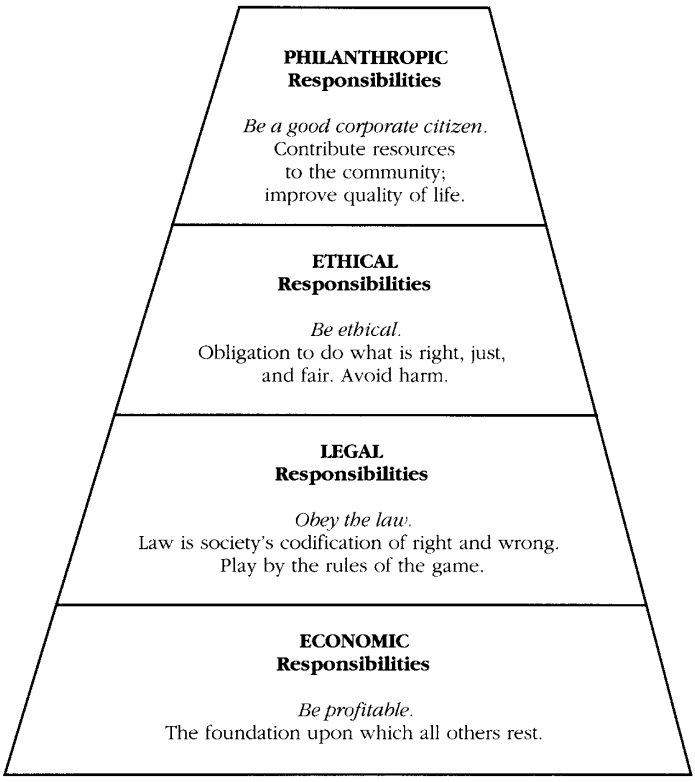 PHILANTHROPIC
Responsibilities
Be a good corporate citizen.
Contribute resources
to the community;
improve quality of life.
ETHICAL
Responsibilities
Be ethical.
Obligation to do what is right, just,
and fair. Avoid harm.
LEGAL
Responsibilities
Obey the law.
Law is society's codification of right and wrong.
Play by the rules of the game.
ECONOMIC
Responsibilities
Be profitable.
The foundation upon which all others rest.